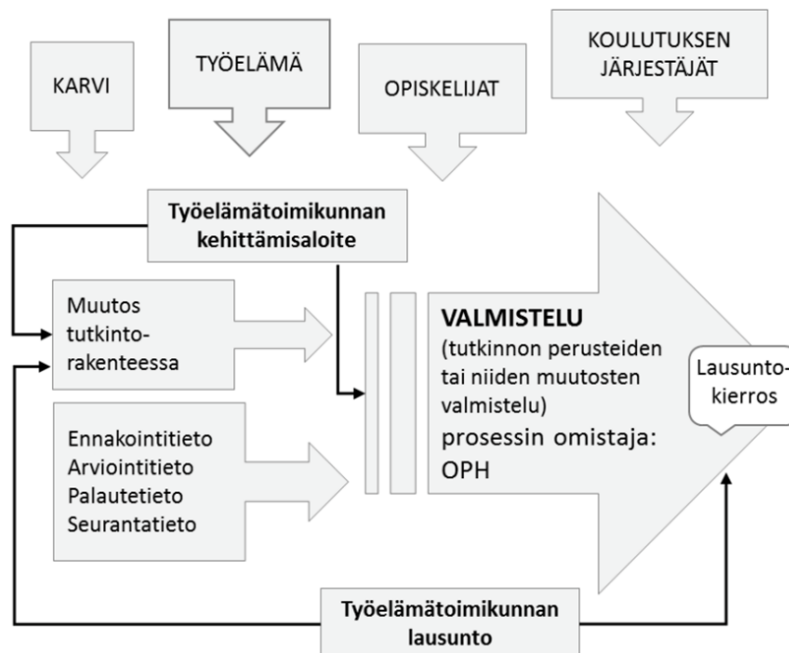 KARVI
TYÖELÄMÄ
OPISKELIJAT
KOULUTUKSEN
JÄRJESTÄJÄT
Työelämätoimikunnan
kehittämisaloite
Muutos
tutkinto-
rakenteessa
VALMISTELU
(tutkinnon perusteiden
tai niiden muutosten
valmistelu)
prosessin omistaja:
OPH
Lausunto-
kierros
Ennakointitieto
Arviointitieto
Palautetieto
Seurantatieto
Työelämätoimikunnan
lausunto